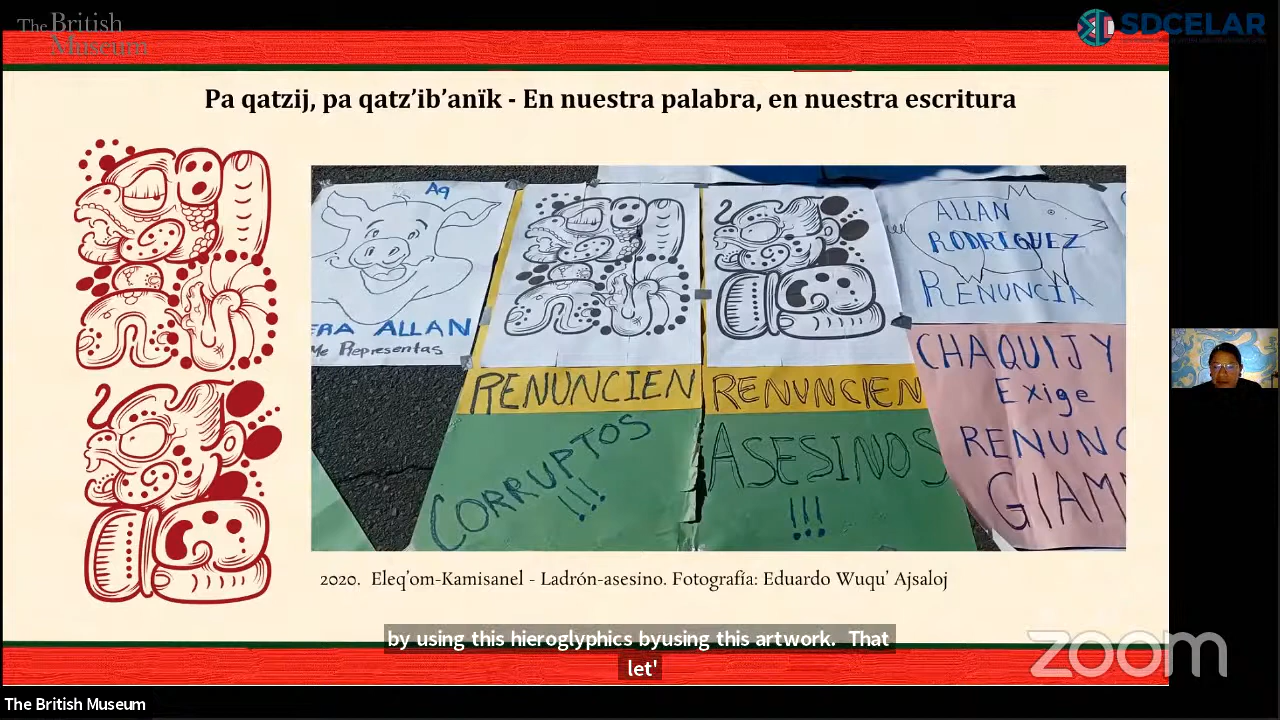 The British
Museum
SDCELAR
Pa qatzij, pa qatz’ib’anïk - En nuestra palabra, en nuestra escritura
ERA ALLAN
Me Representas
RENUNCIEN
CORRUPTOS
!!!
RENUNCIEN
ASESINOS
!!!
ALLAN
RODRIGUEZ
RENUNCIA
CHAQUIJ Y
Exige
RENUNC
GIAM
2020. Eleq’om-Kamisanel - Ladrón-asesino. Fotografía: Eduardo Wuqu’ Ajsaloj
by using this hieroglyphics byusing this artwork. That
let'
zoom
The British Museum